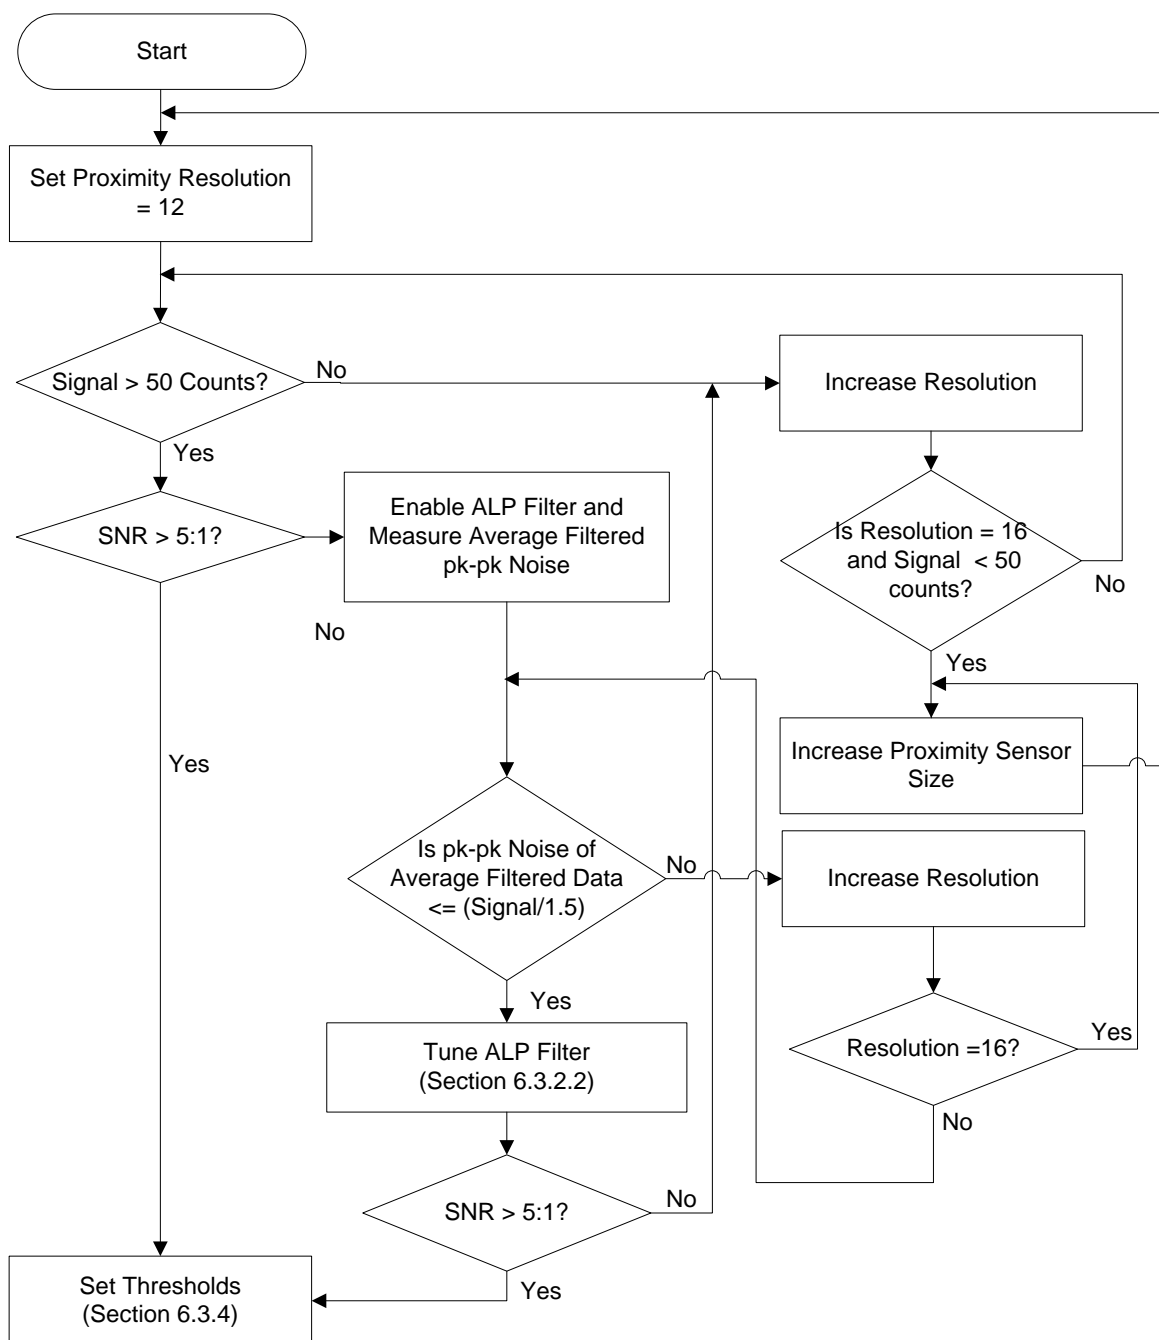 Start
Set Proximity Resolution
= 12
Signal > 50 Counts?
No
Increase Resolution
Yes
SNR > 5:1?
Enable ALP Filter and
Measure Average Filtered
pk-pk Noise
No
Is Resolution = 16
and Signal < 50
counts?
No
Yes
Increase Proximity Sensor
Size
Yes
Is pk-pk Noise of
Average Filtered Data
<= (Signal/1.5)
No
Increase Resolution
Yes
Resolution =16?
Yes
No
Tune ALP Filter
(Section 6.3.2.2)
SNR > 5:1?
No
Yes
Set Thresholds
(Section 6.3.4)